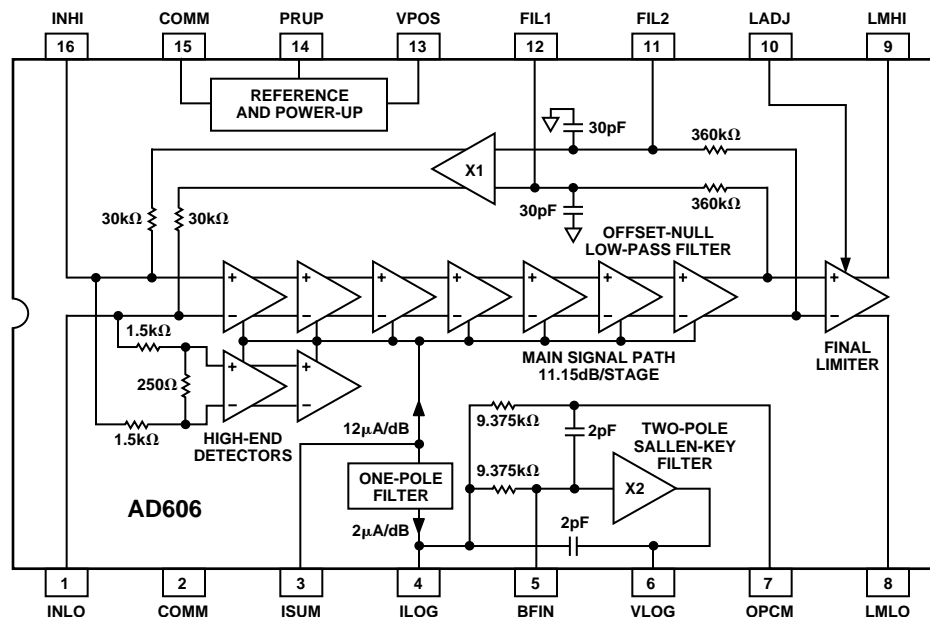 INHI COMM PRUP VPOS FIL1 FIL2 LADJ LMHI
16 15 14 13 12 11 10 9
REFERENCE
AND POWER-UP
30pF
360kΩ
X1
30kΩ
30kΩ
30pF
360kΩ
OFFSET-NULL
LOW-PASS FILTER
+ + + + + + + +
– – – – – – – –
1.5kΩ
+ +
250Ω
– –
1.5kΩ
MAIN SIGNAL PATH
11.15dB/STAGE
FINAL
LIMITER
HIGH-END
DETECTORS
12µA/dB
9.375kΩ
2pF
TWO-POLE
SALLEN-KEY
FILTER
ONE-POLE
FILTER
9.375kΩ
X2
AD606
2µA/dB
2pF
1 2 3 4 5 6 7 8
INLO COMM ISUM ILOG BFIN VLOG OPCM LMLO